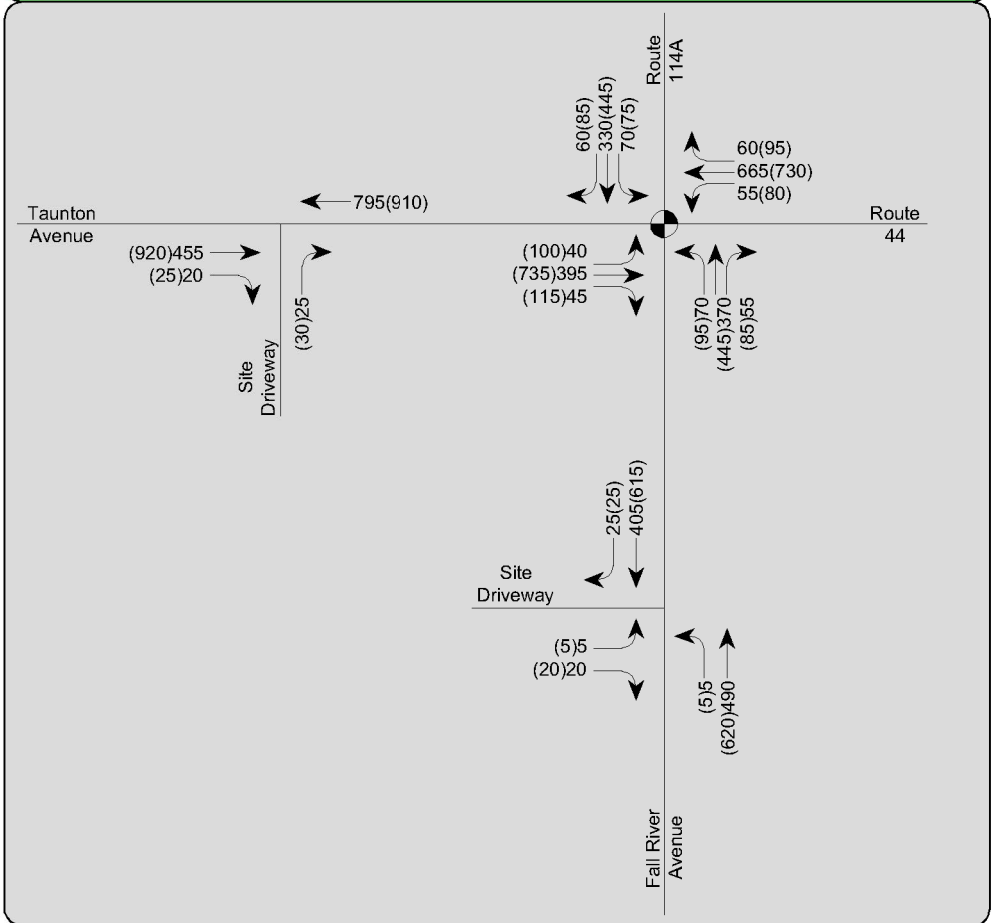 Route
114A
60(85)
330(445)
70(75)
60(95)
665(730)
55(80)
795(910)
Taunton
Avenue
Route
44
(920)455
(25)20
(30)25
(100)40
(735)395
(115)45
(95)70
(445)370
(85)55
Site
Driveway
25(25)
405(615)
Site
Driveway
(5)5
(20)20
(5)5
(620)490
Fall River
Avenue